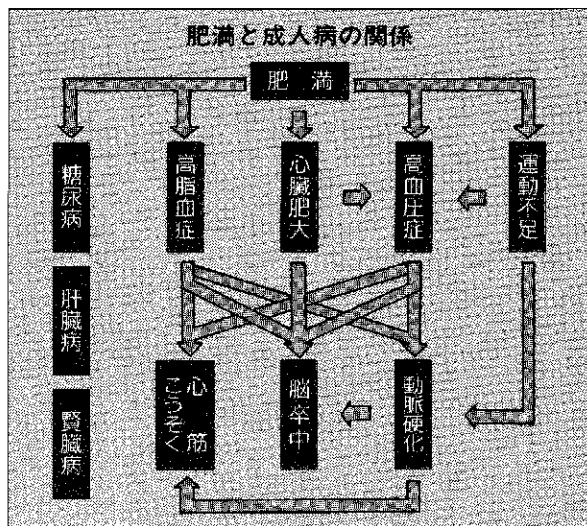 肥満と成人病の関係
肥満
糖尿病
高脂血症
心臓肥大
高血圧症
運動不足
肝臓病
腎臓病
心筋
こうそく
脳卒中
動脈硬化